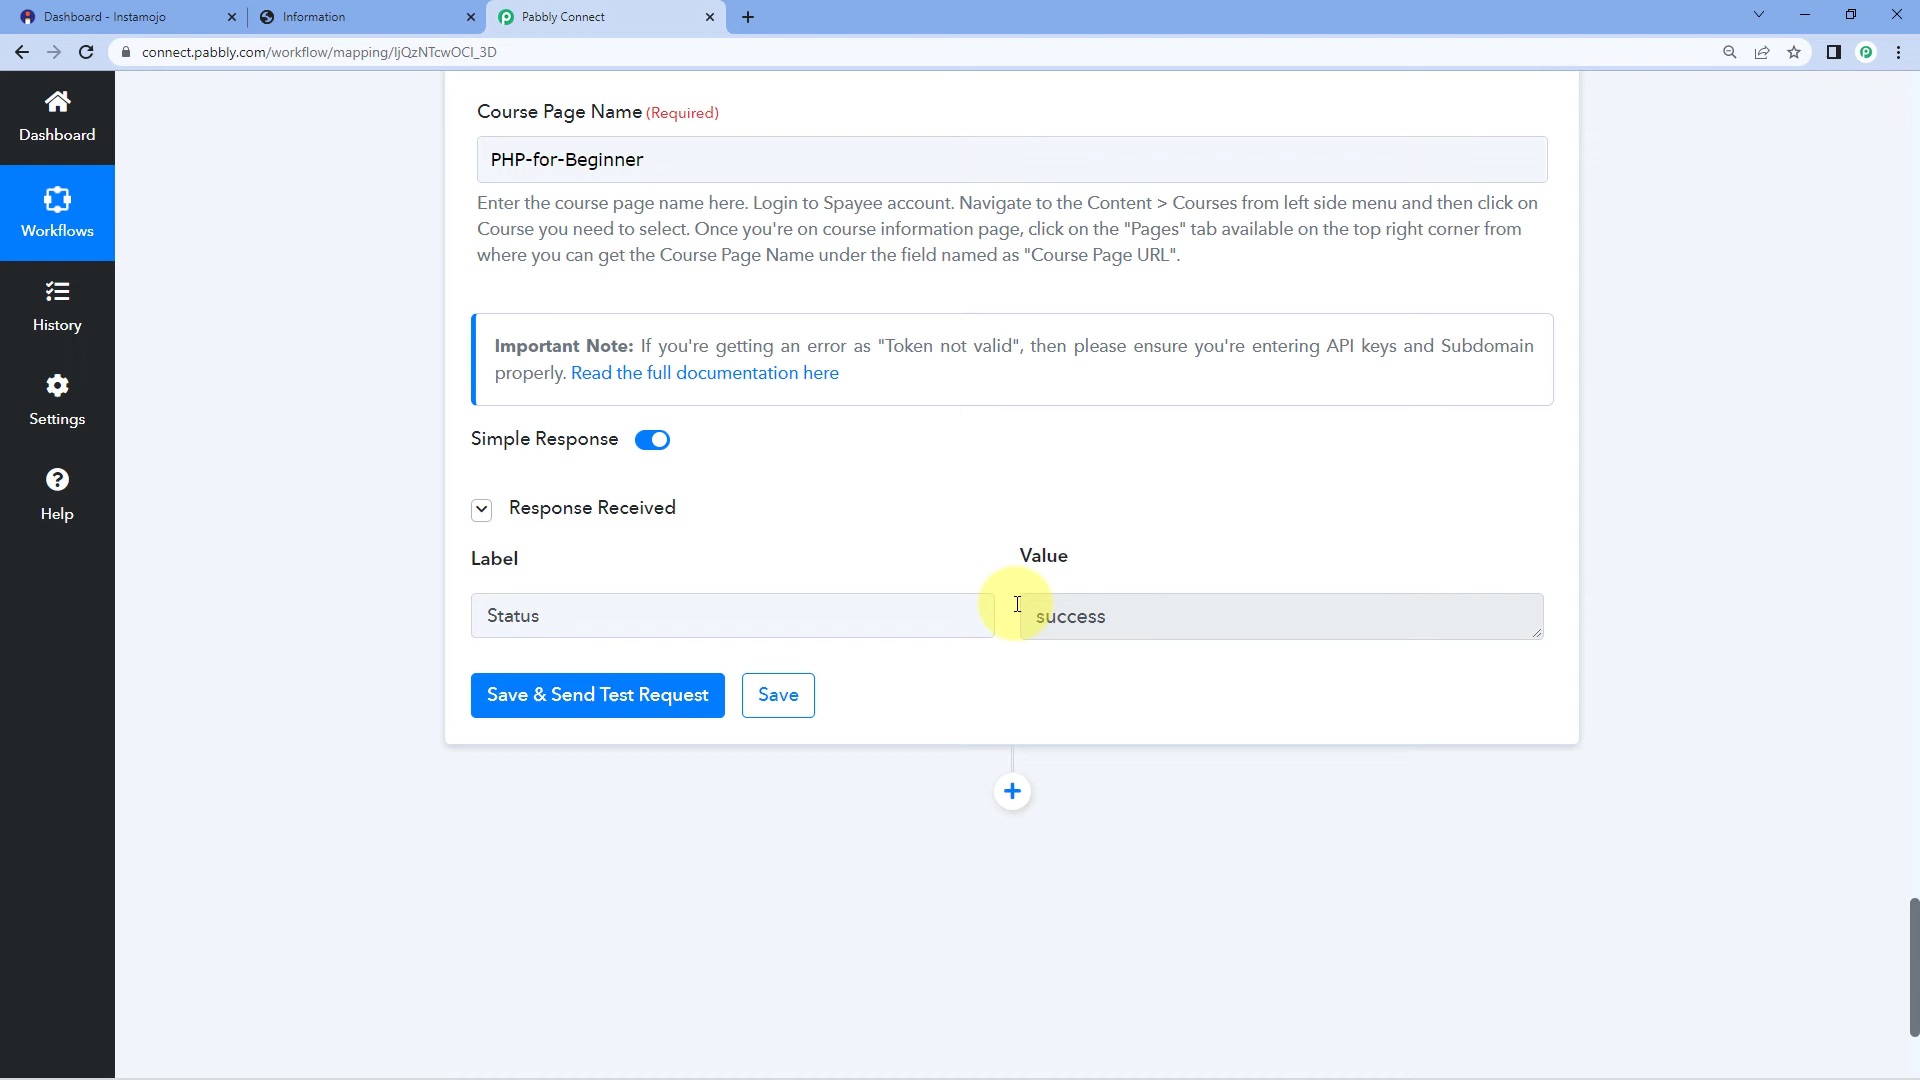 Dashboard - Instamojo
Information
Pabbly Connect
connect.pabbly.com/workflow/mapping/IjQzNTcwOCI_3D
Dashboard
Workflows
History
Settings
Help
Course Page Name (Required)
PHP-for-Beginner
Enter the course page name here. Login to Spayee account. Navigate to the Content > Courses from left side menu and then click on
Course you need to select. Once you're on course information page, click on the "Pages" tab available on the top right corner from
where you can get the Course Page Name under the field named as "Course Page URL".
Important Note: If you're getting an error as "Token not valid", then please ensure you're entering API keys and Subdomain
properly. Read the full documentation here
Simple Response
Response Received
Label
Value
Status
success
Save & Send Test Request
Save